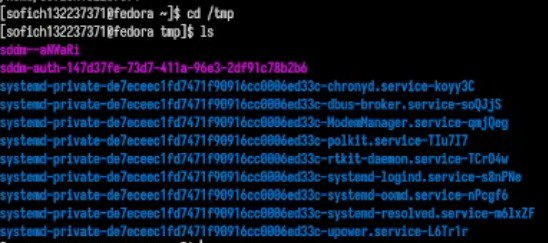 [sofich132237371@fedora ~]$ cd /tmp
[sofich132237371@fedora tmp]$ ls
sddm--aNWaRi
sddm-auth-147d37fe-73d7-411a-96e3-2df91c78b2b6
systemd-private-de7eceec1fd7471f90916cc0006ed33c-chronyd.service-koyy3C
systemd-private-de7eceec1fd7471f90916cc0006ed33c-dbus-broker.service-soQJjS
systemd-private-de7eceec1fd7471f90916cc0006ed33c-ModemManager.service-qmjQeg
systemd-private-de7eceec1fd7471f90916cc0006ed33c-polkit.service-TIu7I7
systemd-private-de7eceec1fd7471f90916cc0006ed33c-rtkit-daemon.service-TCrO4w
systemd-private-de7eceec1fd7471f90916cc0006ed33c-systemd-logind.service-s8nPNe
systemd-private-de7eceec1fd7471f90916cc0006ed33c-systemd-oomd.service-nPcgf6
systemd-private-de7eceec1fd7471f90916cc0006ed33c-systemd-resolved.service-m6lxZF
systemd-private-de7eceec1fd7471f90916cc0006ed33c-upower.service-L6Tr1r